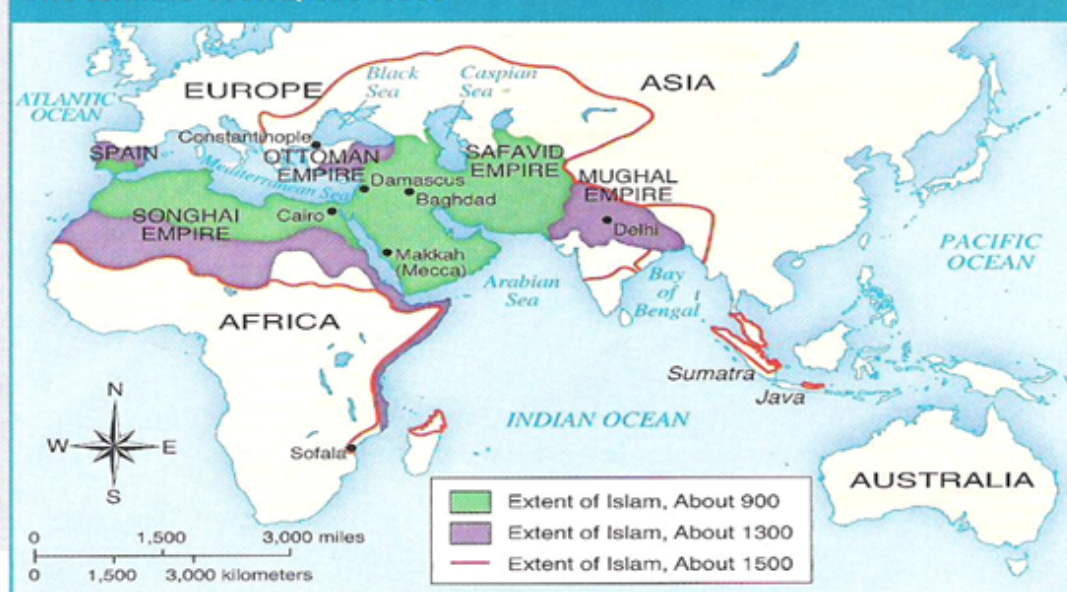 EUROPE
Black
Sea
Caspian
Sea
ASIA
ATLANTIC
OCEAN
Constantinople
SPAIN
OTTOMAN
EMPIRE
SAFAVID
EMPIRE
MUGHAL
EMPIRE
Mediterranean Sea
Damascus
Baghdad
Cairo
SONGHAI
EMPIRE
Delhi
Makkah
(Mecca)
Arabian
Sea
Bay
of
Bengal
PACIFIC
OCEAN
AFRICA
Sumatra
Java
INDIAN OCEAN
N
W
E
S
Sofala
AUSTRALIA
Extent of Islam, About 900
Extent of Islam, About 1300
Extent of Islam, About 1500
0 1,500 3,000 miles
0 1,500 3,000 kilometers